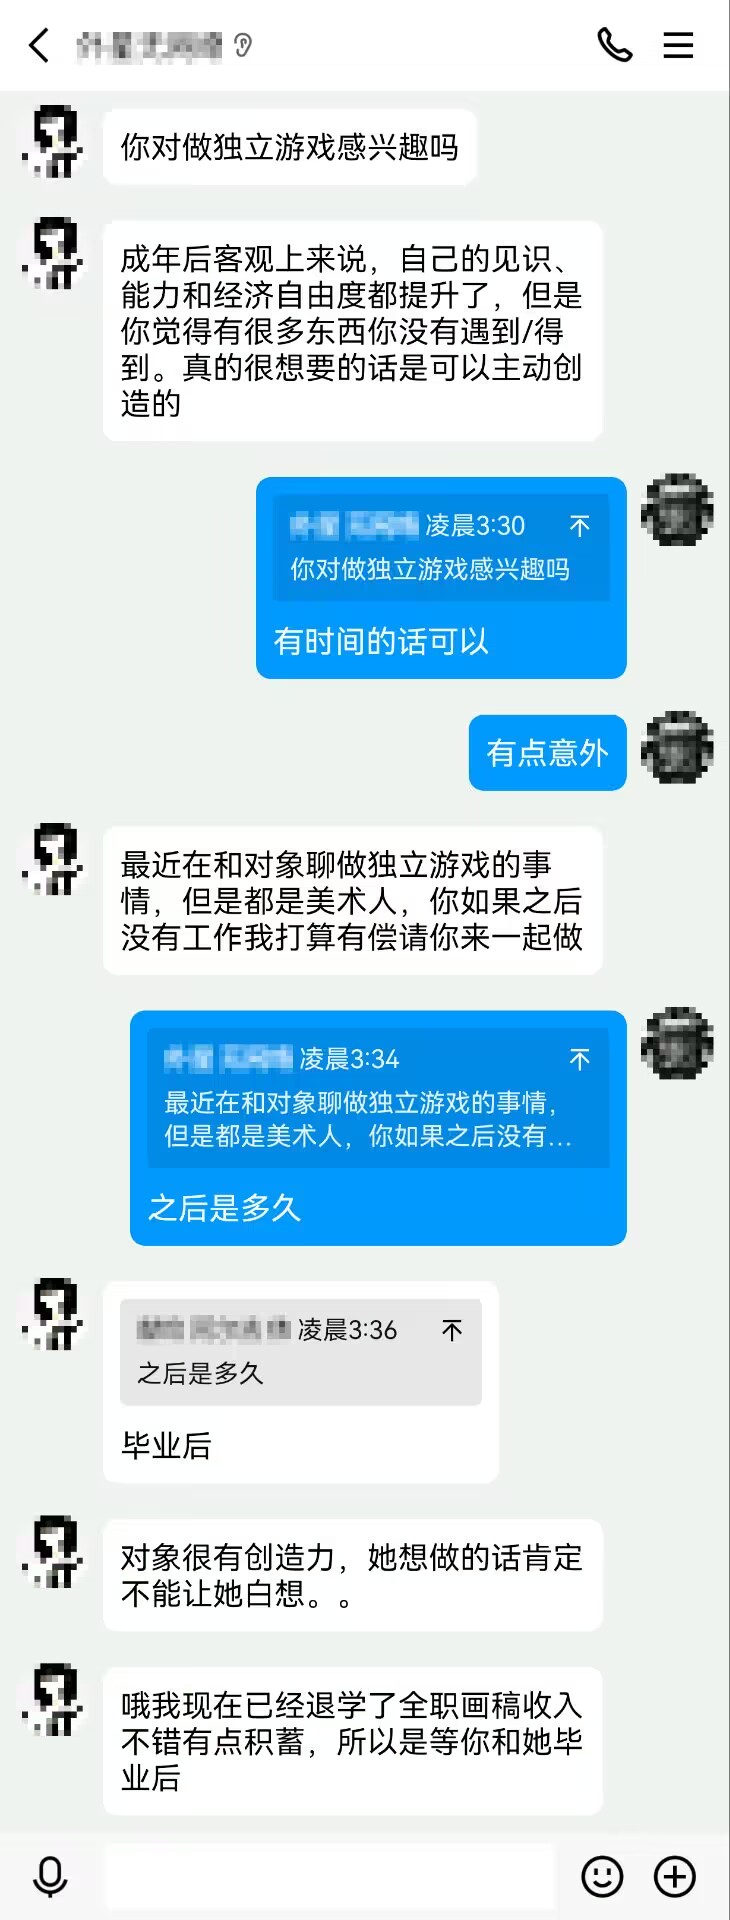 你对做独立游戏感兴趣吗
成年后客观上来说，自己的见识、
能力和经济自由度都提升了，但是
你觉得有很多东西你没有遇到/得
到。真的很想要的话是可以主动创
造的
凌晨3:30
你对做独立游戏感兴趣吗
有时间的话可以
有点意外
最近在和对象聊做独立游戏的事
情，但是都是美术人，你如果之后
没有工作我打算有偿请你来一起做
凌晨3:34
最近在和对象聊做独立游戏的事情，
但是都是美术人，你如果之后没有...
之后是多久
凌晨3:36
之后是多久
毕业后
对象很有创造力，她想做的话肯定
不能让她白想。。
哦我现在已经退学了全职画稿收入
不错有点积蓄，所以是等你和她毕
业后